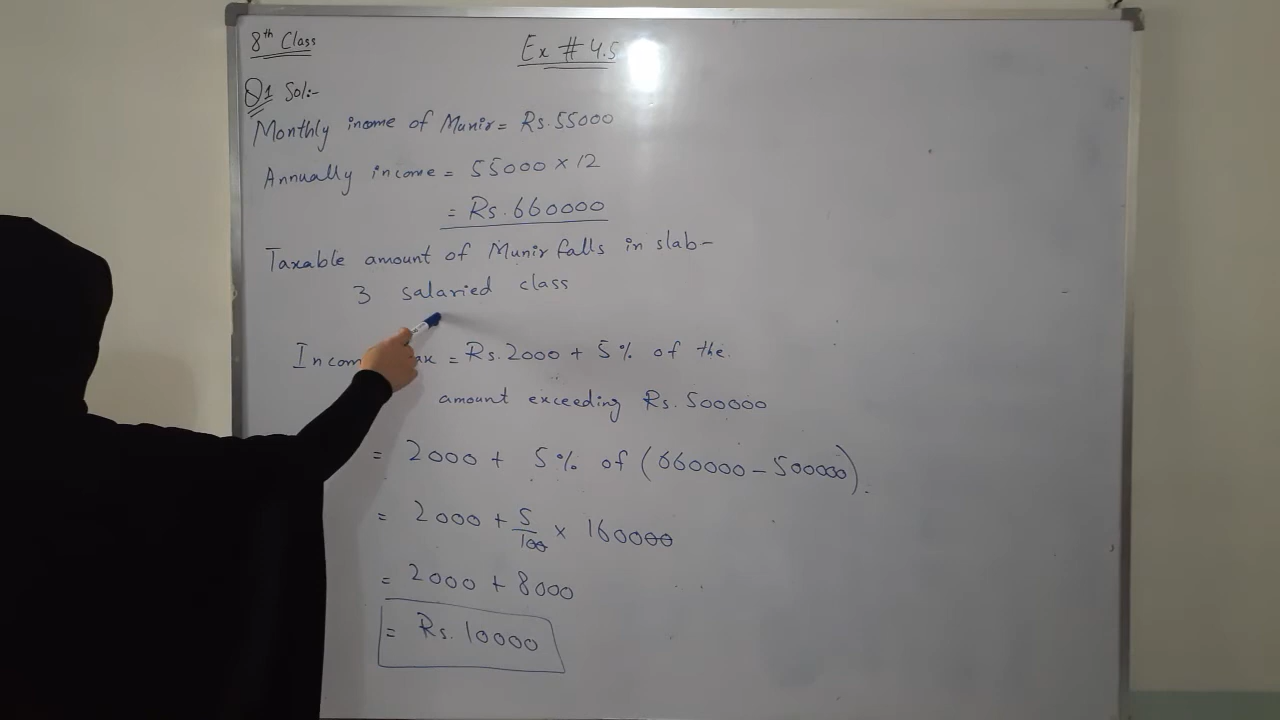 8th Class
Ex # 4.5
Q1 Sol:-
Monthly income of Munir = Rs. 55000
Annually income = 55000 × 12
= Rs. 660000
Taxable amount of Munir falls in slab-
3 salaried class
= Rs. 2000 + 5% of the
amount exceeding Rs. 500000
= 2000 + 5% of (660000 - 500000).
= 2000 + 5/100 × 160000
= 2000 + 8000
= Rs. 10000